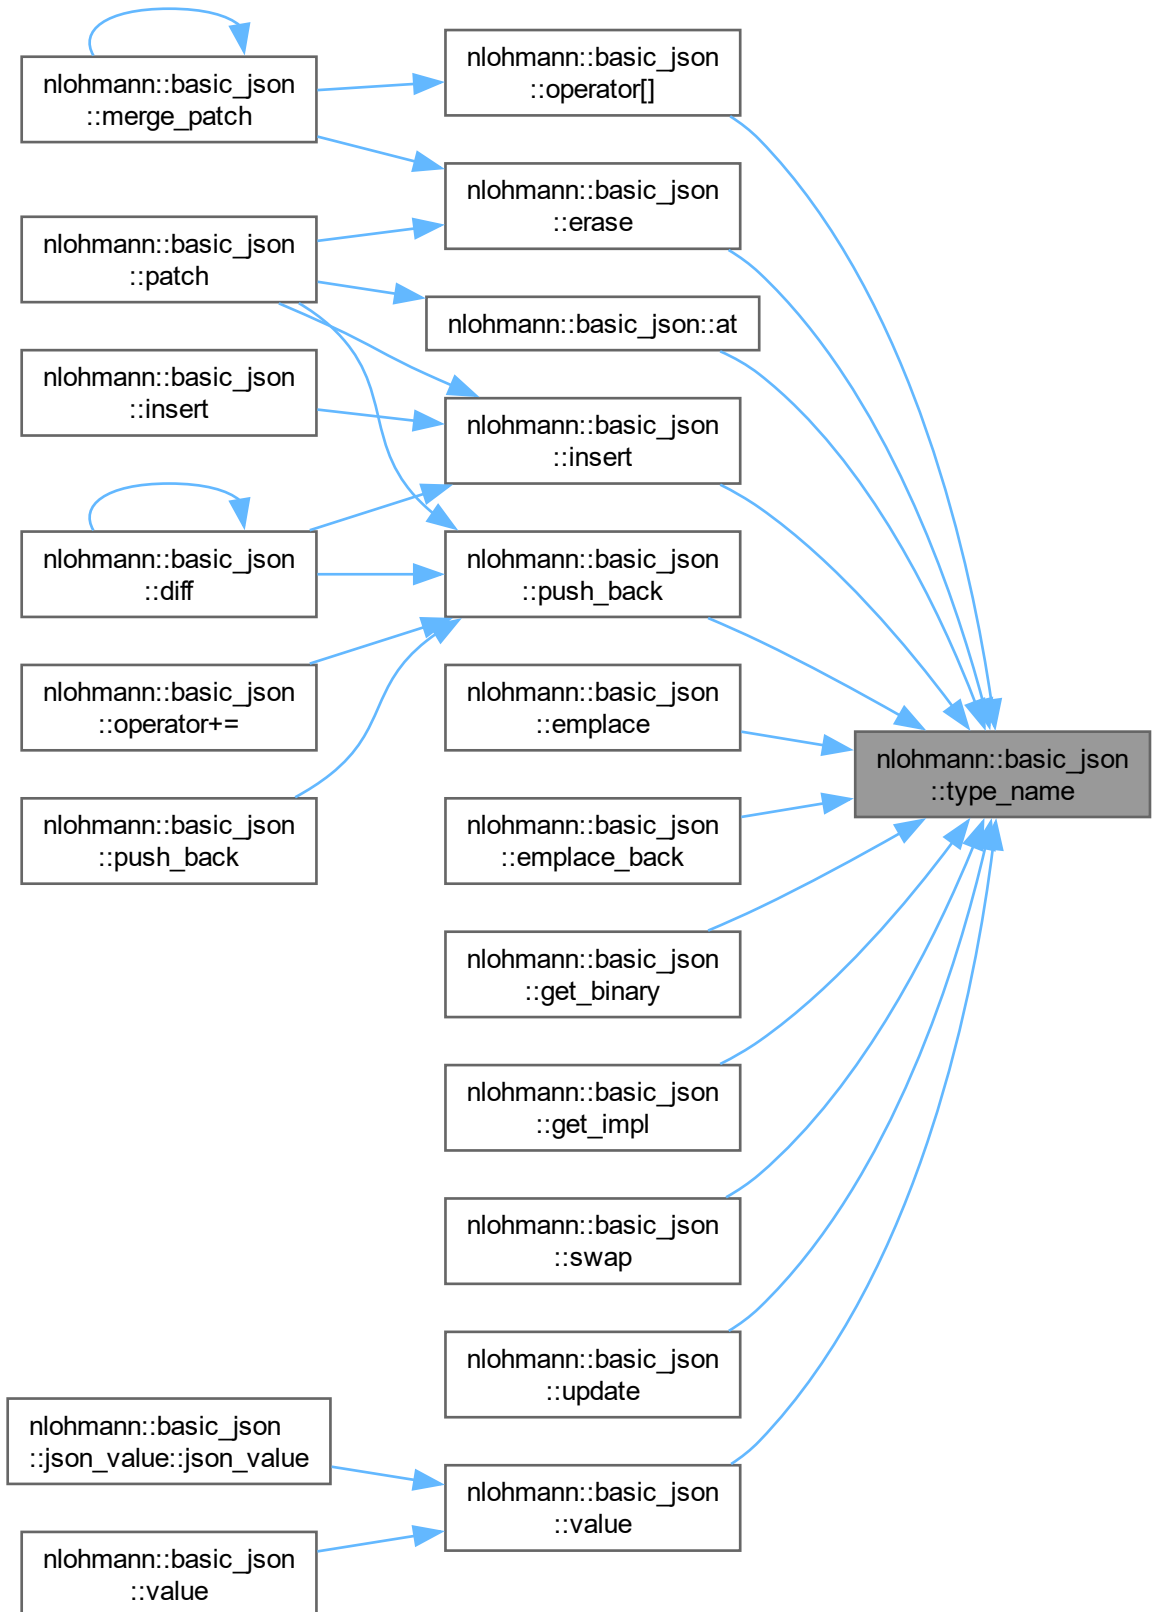 nlohmann::basic_json
::merge_patch
nlohmann::basic_json
::patch
nlohmann::basic_json
::insert
nlohmann::basic_json
::diff
nlohmann::basic_json
::operator+=
nlohmann::basic_json
::push_back
nlohmann::basic_json
::json_value::json_value
nlohmann::basic_json
::value
nlohmann::basic_json
::operator[]
nlohmann::basic_json
::erase
nlohmann::basic_json::at
nlohmann::basic_json
::insert
nlohmann::basic_json
::push_back
nlohmann::basic_json
::emplace
nlohmann::basic_json
::emplace_back
nlohmann::basic_json
::get_binary
nlohmann::basic_json
::get_impl
nlohmann::basic_json
::swap
nlohmann::basic_json
::update
nlohmann::basic_json
::value
nlohmann::basic_json
::type_name